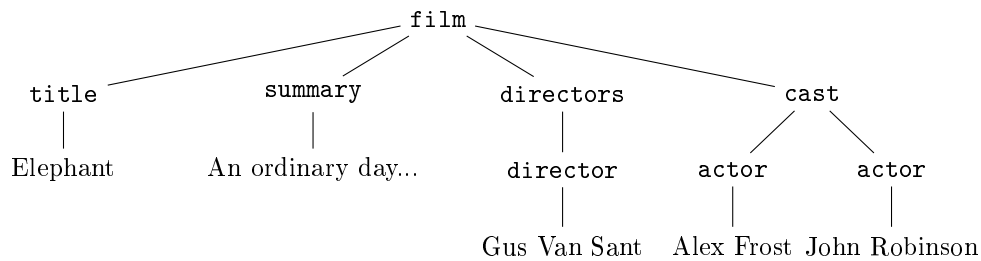 film
title summary directors cast
Elephant An ordinary day... director actor actor
Gus Van Sant Alex Frost John Robinson